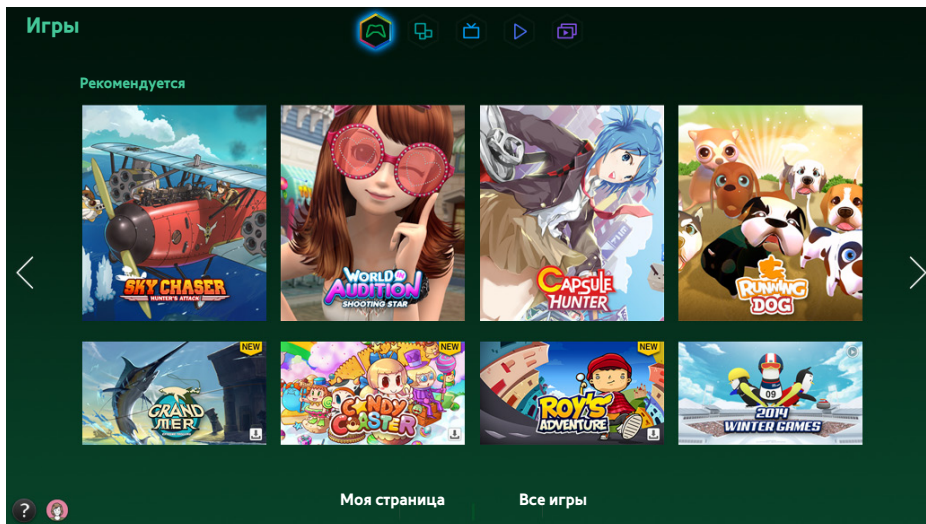 Игры
Рекомендуется
SKY CHASER
HUNTER'S ATTACK
WORLD IN
AUDITION
SHOOTING STAR
CAPSULE
HUNTER
RUNNING
DOG
NEW
GRAND
MER
NEW
CANDY
COASTER
NEW
ROY'S
ADVENTURE
09
2014
WINTER GAMES
?
Моя страница
Все игры